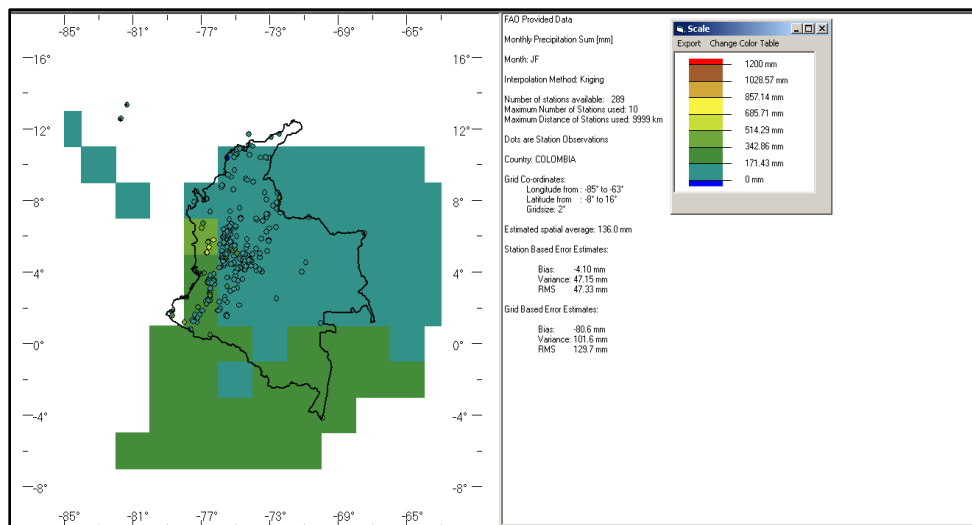 -85° -81° -77° -73° -69° -65°
16° 16°
12° 12°
8° 8°
4° 4°
0° 0°
-4° -4°
-8° -8°
-85° -81° -77° -73° -69° -65°
FAO Provided Data
Monthly Precipitation Sum [mm]
Month: JF
Interpolation Method: Kriging
Number of stations available: 289
Maximum Number of Stations used: 10
Maximum Distance of Stations used: 9999 km
Dots are Station Observations
Country: COLOMBIA
Grid Co-ordinates:
Longitude from : -85° to -63°
Latitude from : -8° to 16°
Gridsize: 2°
Estimated spatial average: 136.0 mm
Station Based Error Estimates:
Bias: -4.10 mm
Variance: 47.15 mm
RMS 47.33 mm
Grid Based Error Estimates:
Bias: -80.6 mm
Variance: 101.6 mm
RMS 129.7 mm
Scale
Export Change Color Table
1200 mm
1028.57 mm
857.14 mm
685.71 mm
514.29 mm
342.86 mm
171.43 mm
0 mm